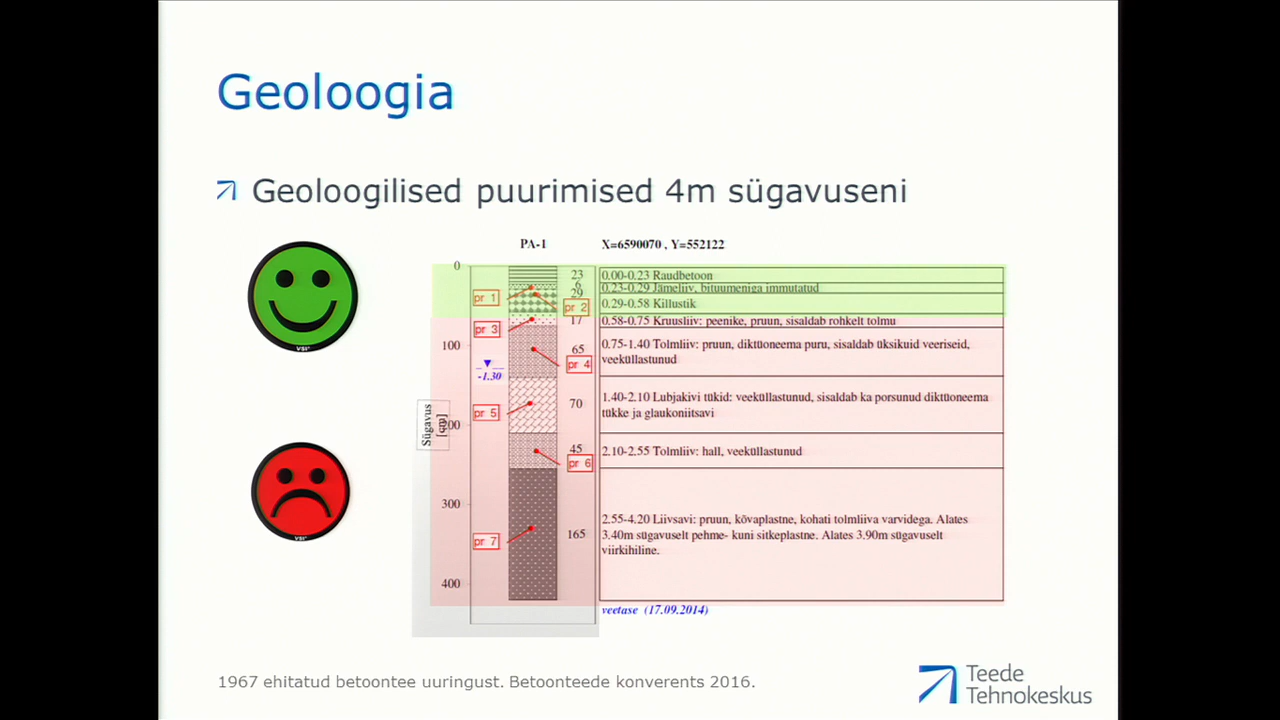 Geoloogia
Geoloogilised puurimised 4m sügavuseni
PA-1
X=6590070 , Y=552122
0
23
0.00-0.23 Raudbetoon
6
0.23-0.29 Jämeliiv, bituumeniga immutatud
pr 1
29
0.29-0.58 Killustik
pr 2
17
0.58-0.75 Kruusliiv: peenike, pruun, sisaldab rohkelt tolmu
pr 3
100
65
0.75-1.40 Tolmliiv: pruun, diktüoneema puru, sisaldab üksikuid veeriseid,
veeküllastunud
pr 4
-1.30
Sügavus
[cm]
200
pr 5
70
1.40-2.10 Lubjakivi tükid: veeküllastunud, sisaldab ka porsunud diktüoneema
tükke ja glaukoniitsavi
45
2.10-2.55 Tolmliiv: hall, veeküllastunud
pr 6
300
165
2.55-4.20 Liivsavi: pruun, kõvaplastne, kohati tolmliiva varvidega. Alates
3.40m sügavuselt pehme- kuni sitkeplastne. Alates 3.90m sügavuselt
viirkihiline.
pr 7
400
veetase (17.09.2014)
VSI*
VSI*
1967 ehitatud betoontee uuringust. Betoonteede konverents 2016.
Teede
Tehnokeskus